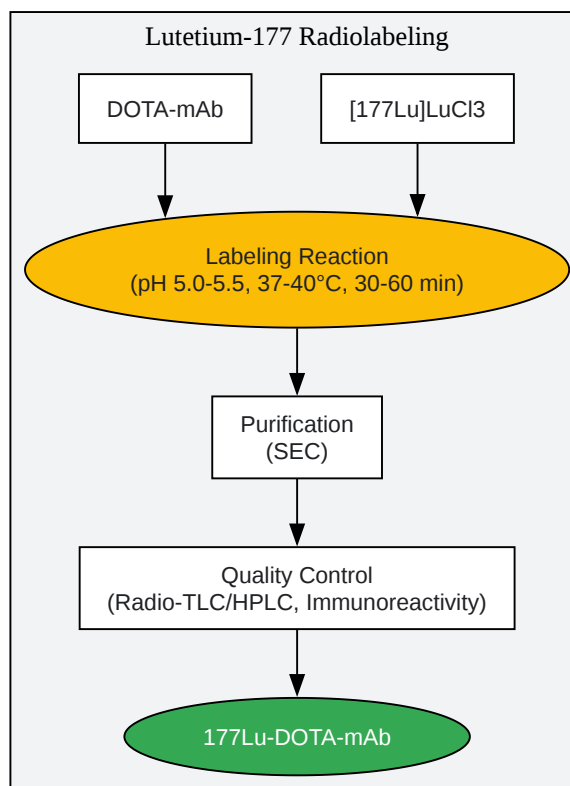 Lutetium-177 Radiolabeling
DOTA-mAb
[177Lu]LuCl3
Labeling Reaction
(pH 5.0-5.5, 37-40°C, 30-60 min)
Purification
(SEC)
Quality Control
(Radio-TLC/HPLC, Immunoreactivity)
177Lu-DOTA-mAb